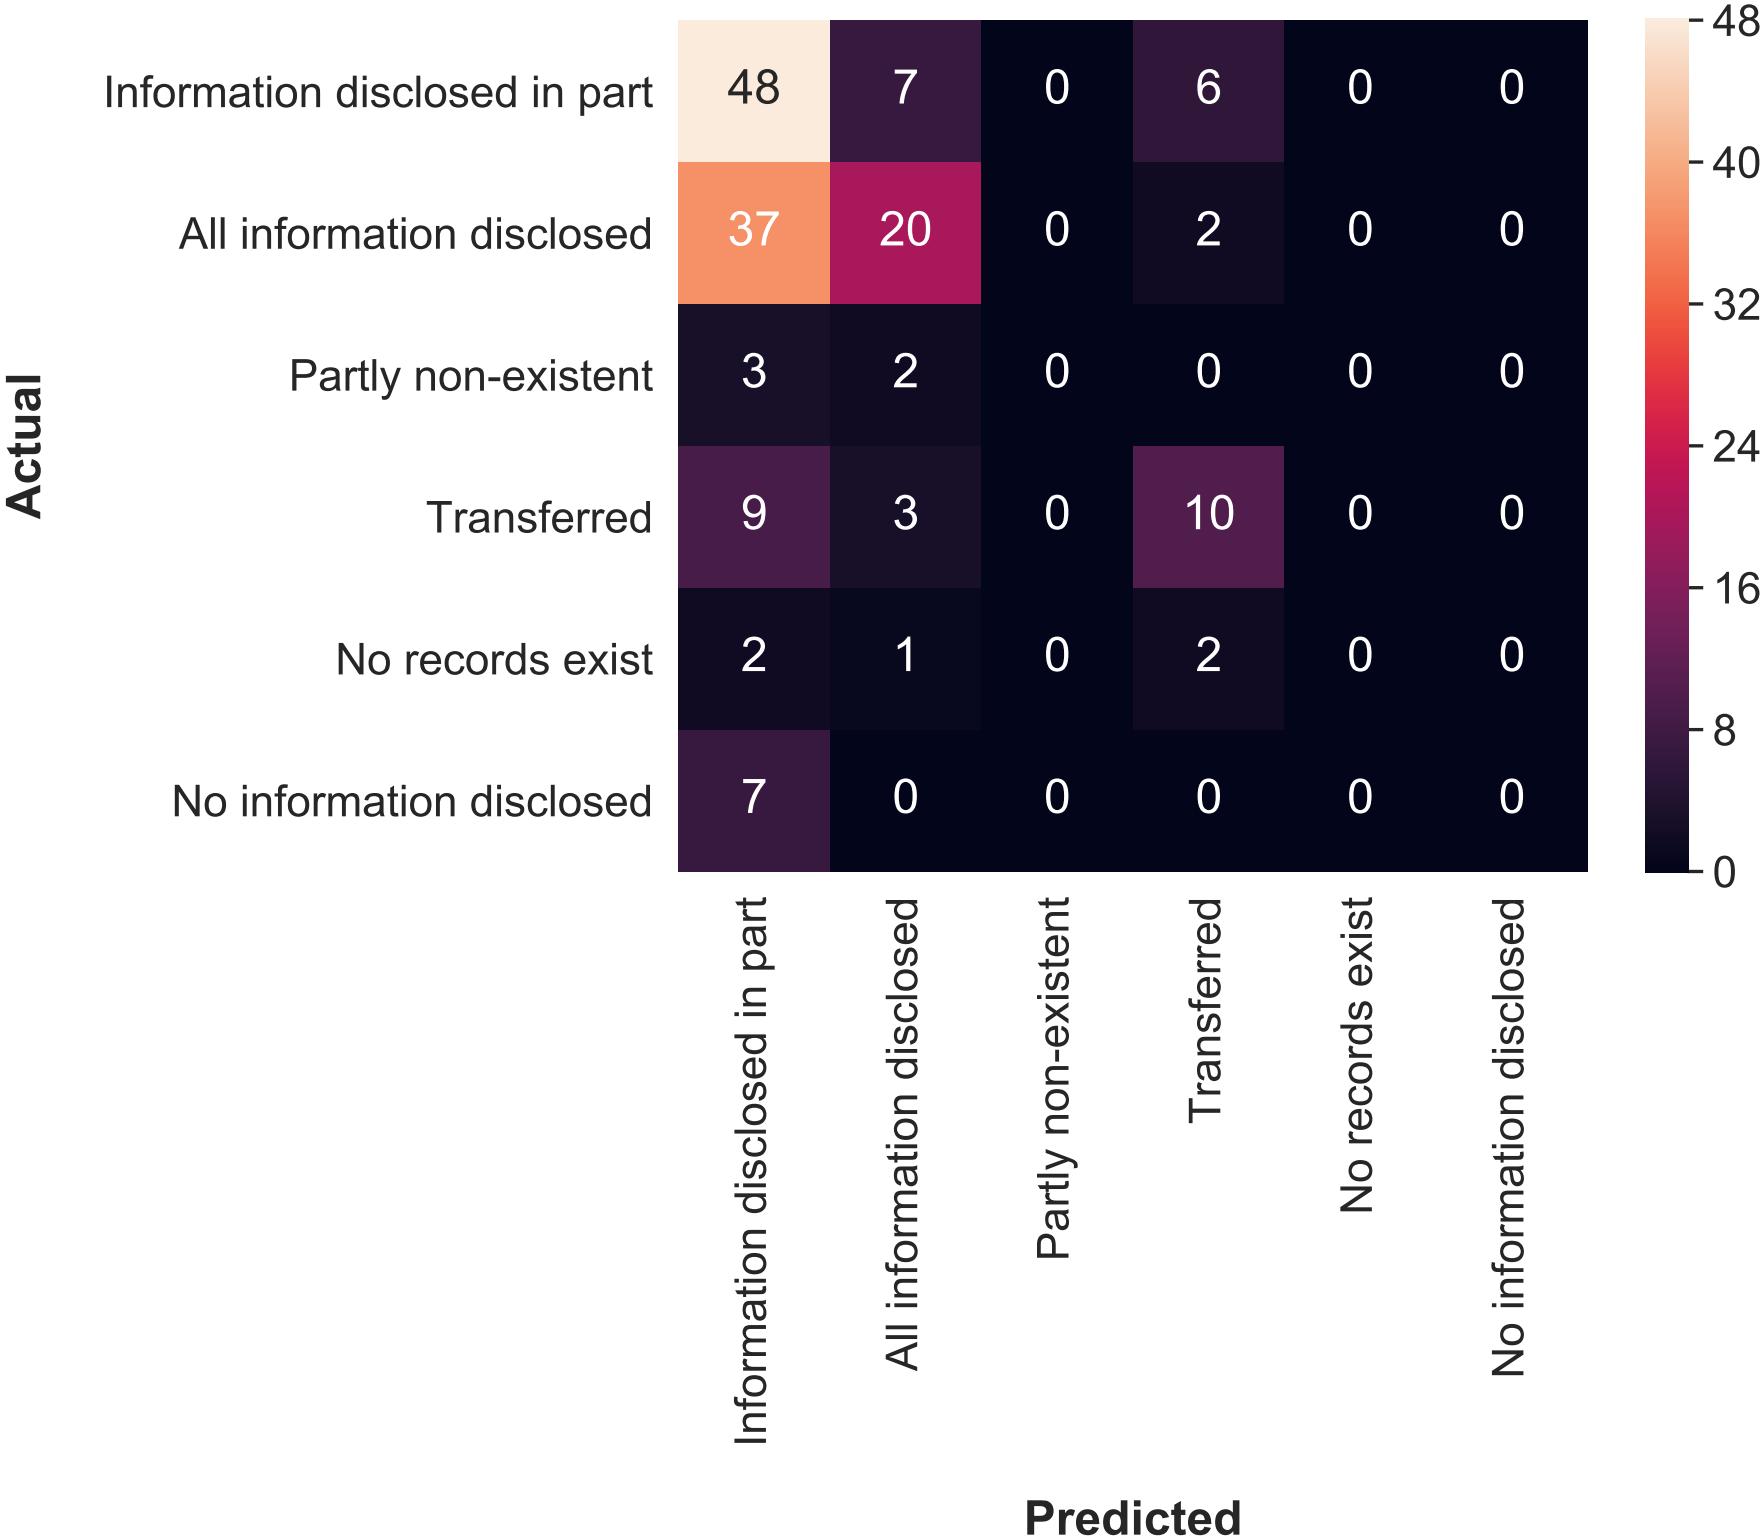 Information disclosed in part 48 7 0 6 0 0
All information disclosed 37 20 0 2 0 0
Partly non-existent 3 2 0 0 0 0
Transferred 9 3 0 10 0 0
No records exist 2 1 0 2 0 0
No information disclosed 7 0 0 0 0 0
Actual
Information disclosed in part
All information disclosed
Partly non-existent
Transferred
No records exist
No information disclosed
Predicted
48
40
32
24
16
8
0